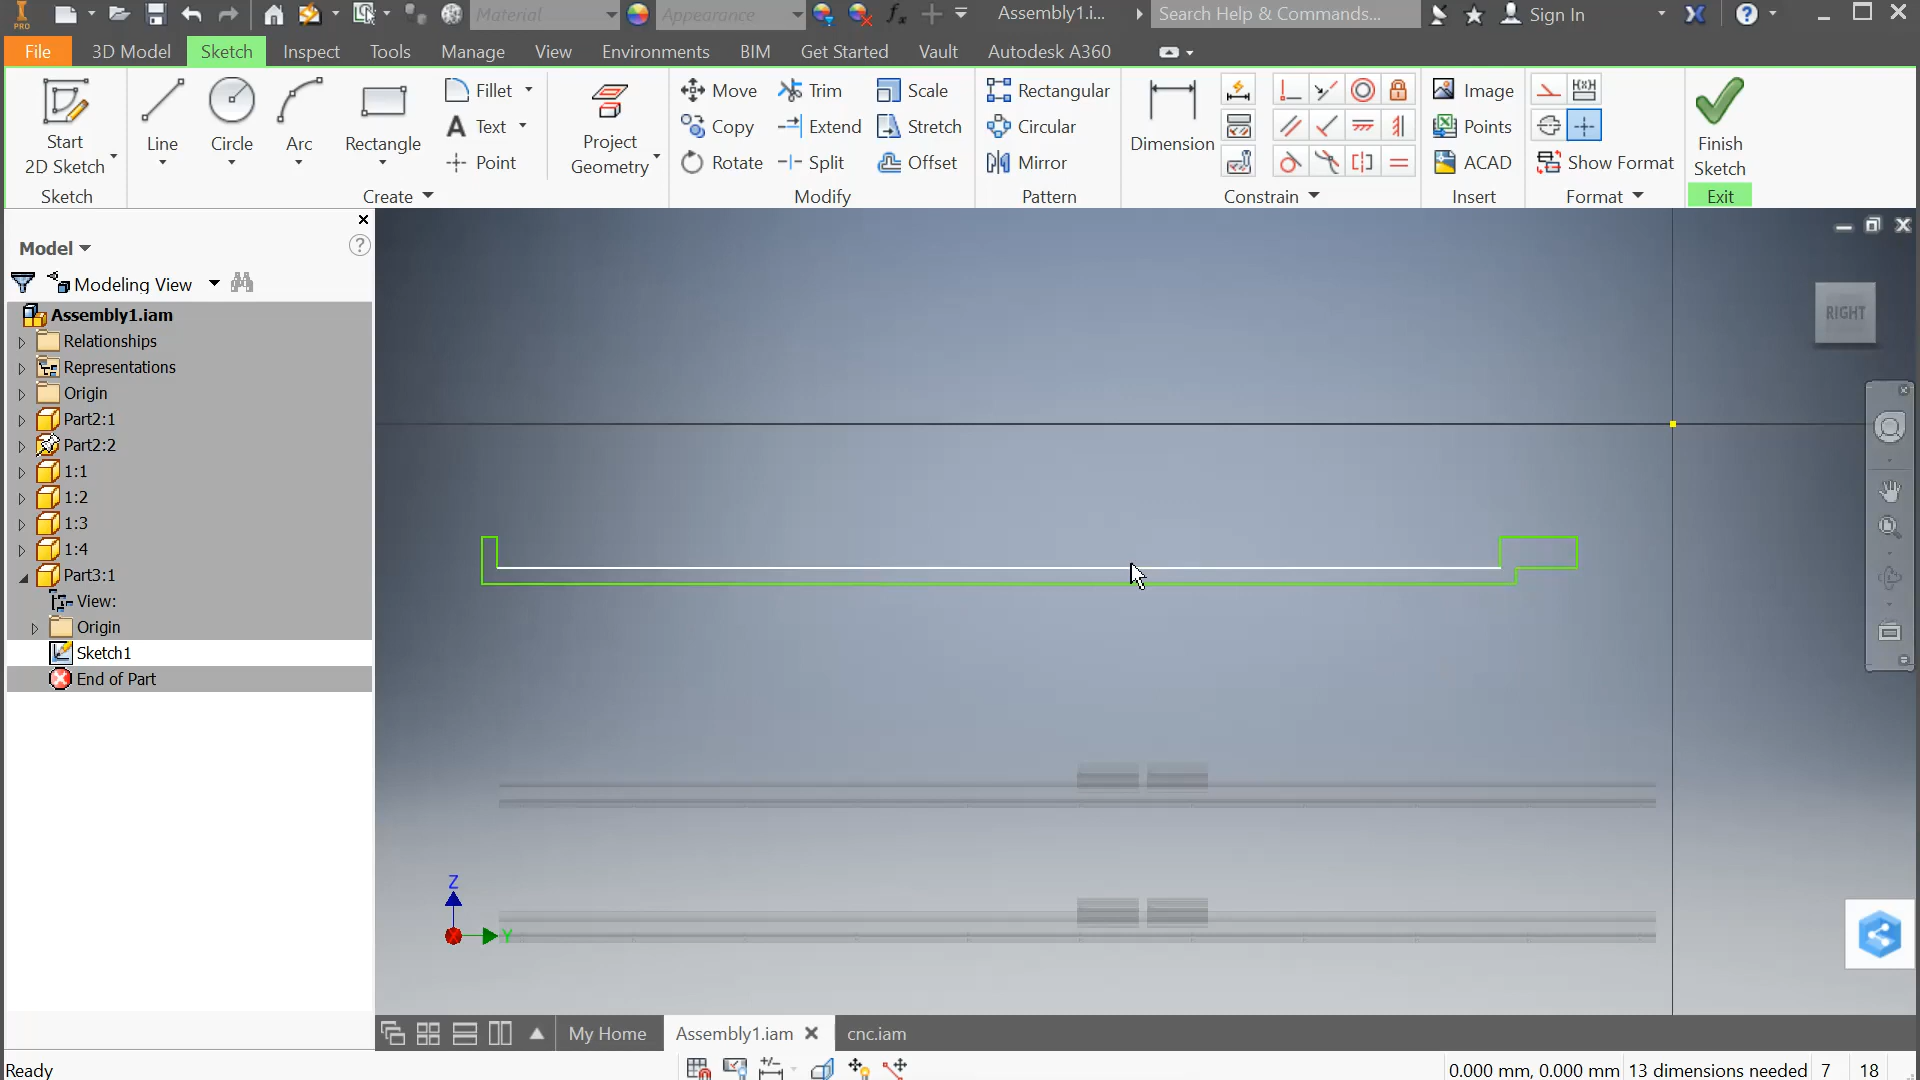 PRO
Material
Appearance
Assembly1.i...
Search Help & Commands...
Sign In
File
3D Model
Sketch
Inspect
Tools
Manage
View
Environments
BIM
Get Started
Vault
Autodesk A360
Start
2D Sketch
Line
Circle
Arc
Rectangle
Fillet
Text
Point
Project
Geometry
Move
Copy
Rotate
Trim
Extend
Split
Scale
Stretch
Offset
Rectangular
Circular
Mirror
Dimension
Image
Points
ACAD
Show Format
Finish
Sketch
Sketch
Create
Modify
Pattern
Constrain
Insert
Format
Exit
Model
Modeling View
Assembly1.iam
Relationships
Representations
Origin
Part2:1
Part2:2
1:1
1:2
1:3
1:4
Part3:1
View:
Origin
Sketch1
End of Part
RIGHT
Z
Y
My Home
Assembly1.iam
cnc.iam
Ready
0.000 mm, 0.000 mm
13 dimensions needed
7
18